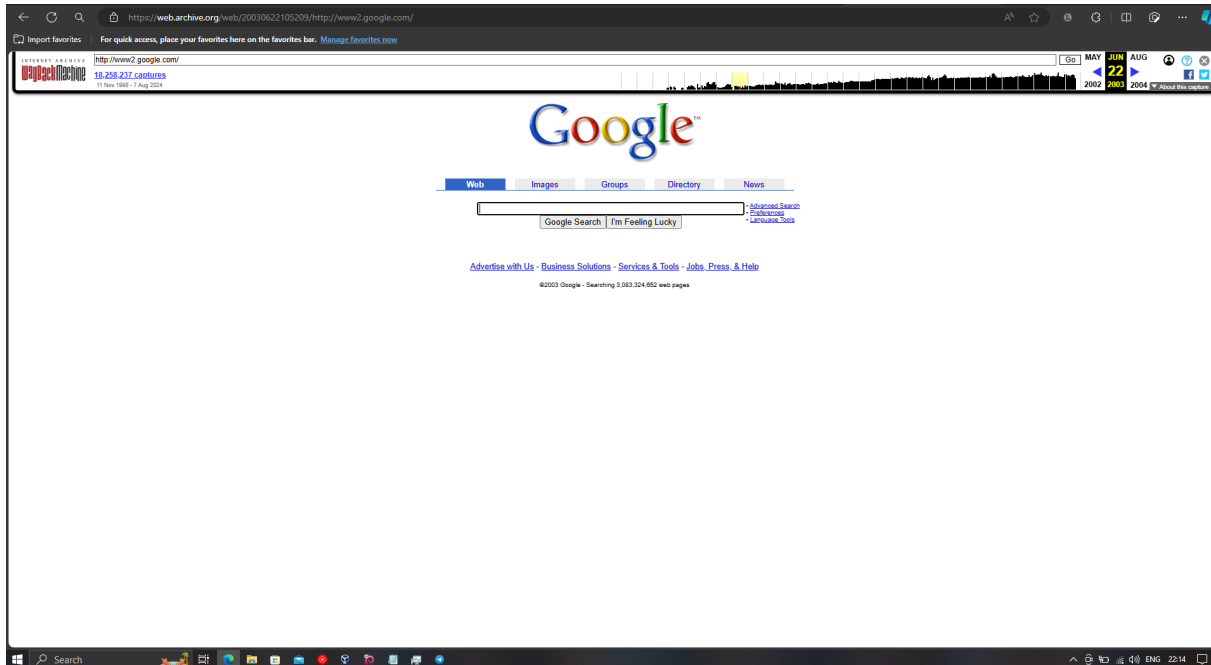 https://web.archive.org/web/20030622105209/http://www2.google.com/
Import favorites For quick access, place your favorites here on the favorites bar. Manage favorites now
INTERNET ARCHIVE
WayBackMachine
http://www2.google.com/
Go
18,258,237 captures
11 Nov 1998 - 7 Aug 2024
MAY JUN AUG
22
2002 2003 2004
About this capture
Google™
Web Images Groups Directory News
• Advanced Search
• Preferences
• Language Tools
Google Search I'm Feeling Lucky
Advertise with Us - Business Solutions - Services & Tools - Jobs, Press, & Help
©2003 Google - Searching 3,083,324,652 web pages
Search
ENG 22:14